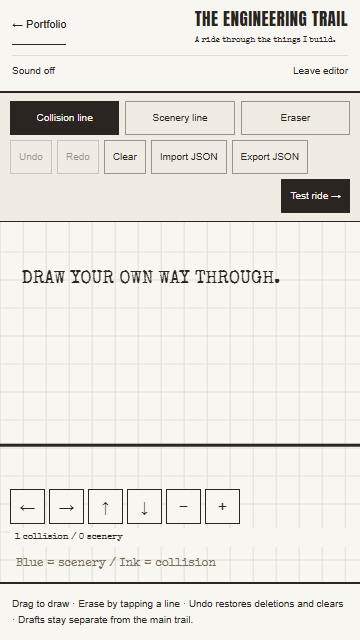 ← Portfolio
THE ENGINEERING TRAIL
A ride through the things I build.
Sound off
Leave editor
Collision line
Scenery line
Eraser
Undo
Redo
Clear
Import JSON
Export JSON
Test ride →
DRAW YOUR OWN WAY THROUGH.
← → ↑ ↓ − +
1 collision / 0 scenery
Blue = scenery / Ink = collision
Drag to draw · Erase by tapping a line · Undo restores deletions and clears
· Drafts stay separate from the main trail.